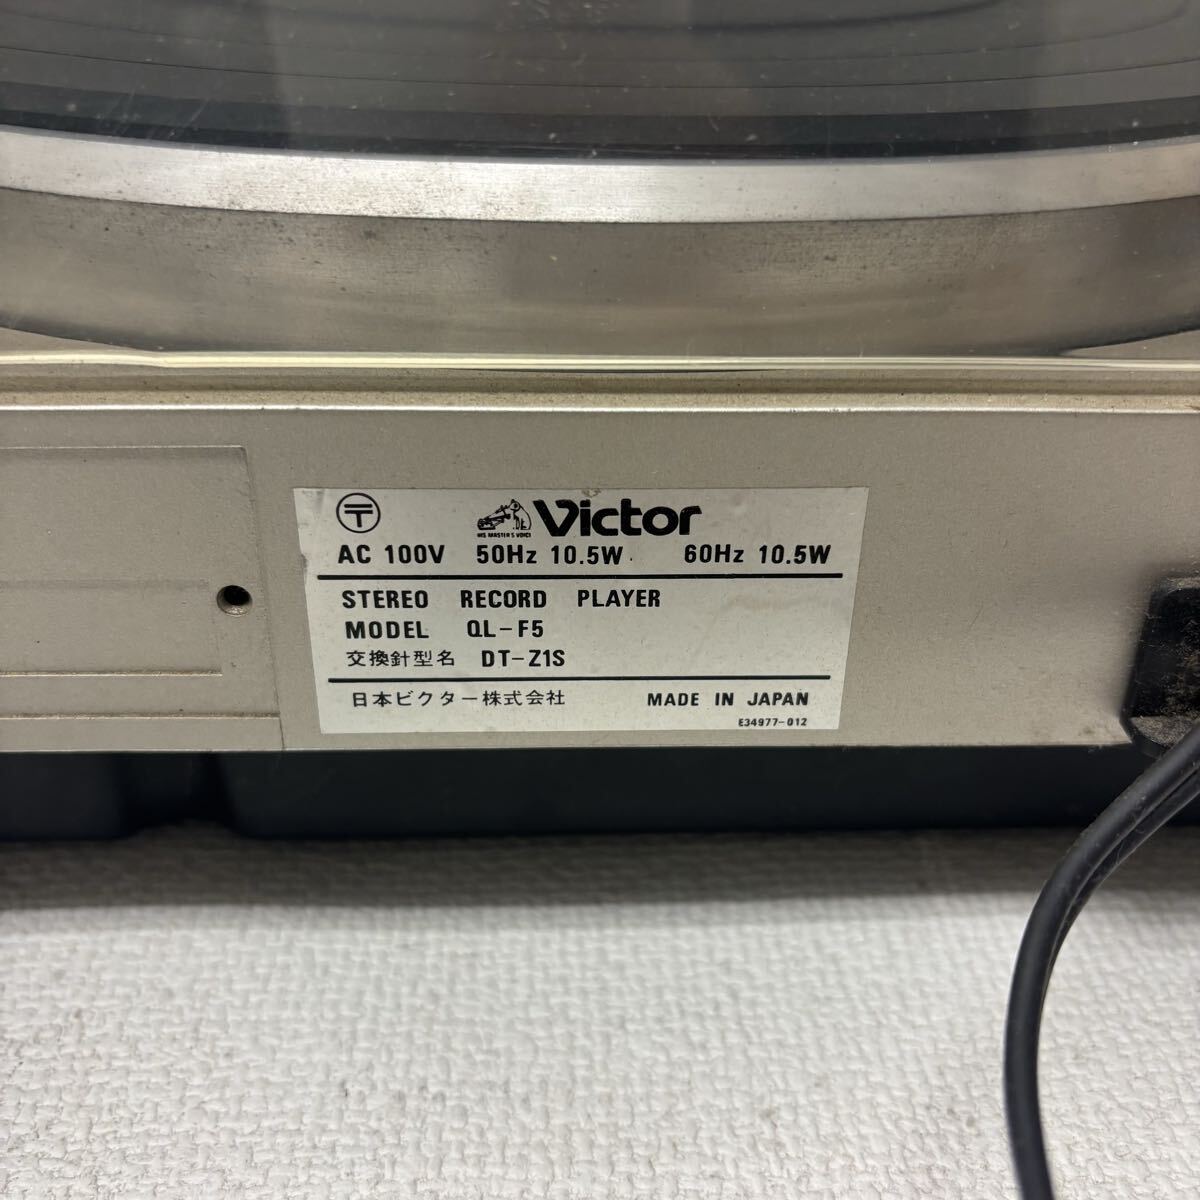 〒 Victor
HIS MASTER'S VOICE
AC 100V 50Hz 10.5W 60Hz 10.5W
STEREO RECORD PLAYER
MODEL QL-F5
交換針型名 DT-Z1S
日本ビクター株式会社 MADE IN JAPAN
E34977-012